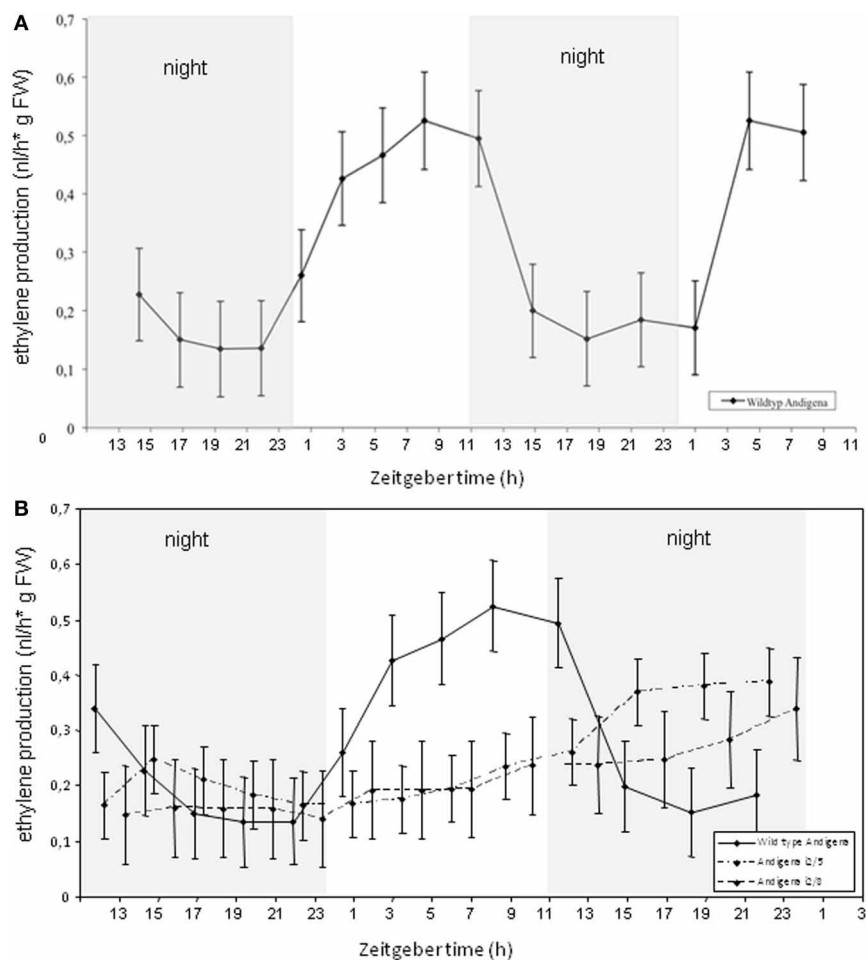 A
0,7
0,6
0,5
0,4
0,3
0,2
0,1
0
0
night
night
ethylene production (nl/h* g FW)
Wildtyp Andigena
13 15 17 19 21 23 1 3 5 7 9 11 13 15 17 19 21 23 1 5 7 9 11
Zeitgebertime (h)
B
0,7
0,6
0,5
0,4
0,3
0,2
0,1
0
night
night
ethylene production (nl/h* g FW)
Wild type Andigena
Andigena i2/5
Andigena i2/8
13 15 17 19 21 23 1 3 5 7 9 11 15 17 19 21 1 3
Zeitgebertime (h)